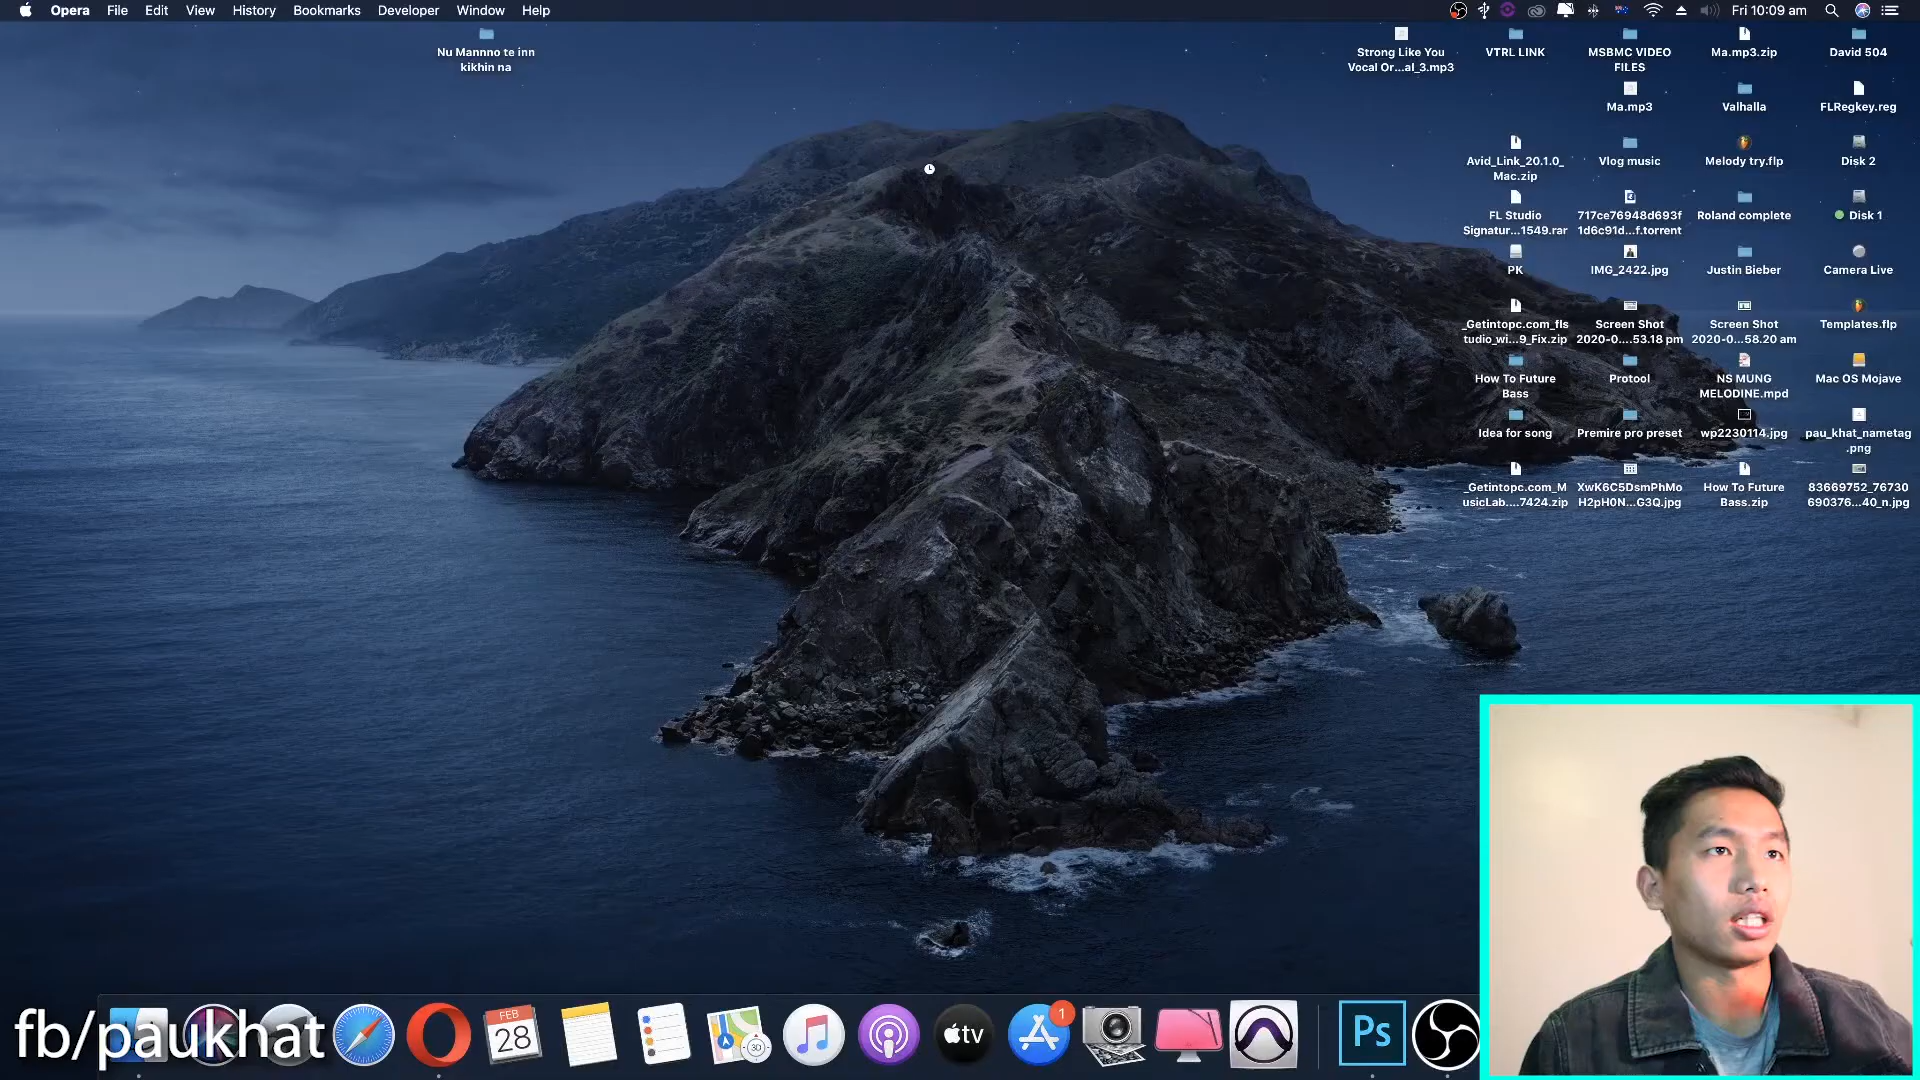 Opera File Edit View History Bookmarks Developer Window Help
Fri 10:09 am
Nu Mannno te inn
kikhin na
Strong Like You
Vocal Or...al_3.mp3
VTRL LINK
MSBMC VIDEO
FILES
Ma.mp3.zip
David 504
Ma.mp3
Valhalla
FLRegkey.reg
Avid_Link_20.1.0_
Mac.zip
Vlog music
Melody try.flp
Disk 2
FL Studio
Signatur...1549.rar
717ce76948d693f
1d6c91d...f.torrent
Roland complete
Disk 1
PK
IMG_2422.jpg
Justin Bieber
Camera Live
_Getintopc.com_fls
tudio_wi...9_Fix.zip
Screen Shot
2020-0....53.18 pm
Screen Shot
2020-0...58.20 am
Templates.flp
How To Future
Bass
Protool
NS MUNG
MELODINE.mpd
Mac OS Mojave
Idea for song
Premire pro preset
wp2230114.jpg
pau_khat_nametag
.png
_Getintopc.com_M
usicLab....7424.zip
XwK6C5DsmPhMo
H2pH0N...G3Q.jpg
How To Future
Bass.zip
83669752_76730
690376...40_n.jpg
fb/paukhat
FEB
28
3D
tv
1
Ps